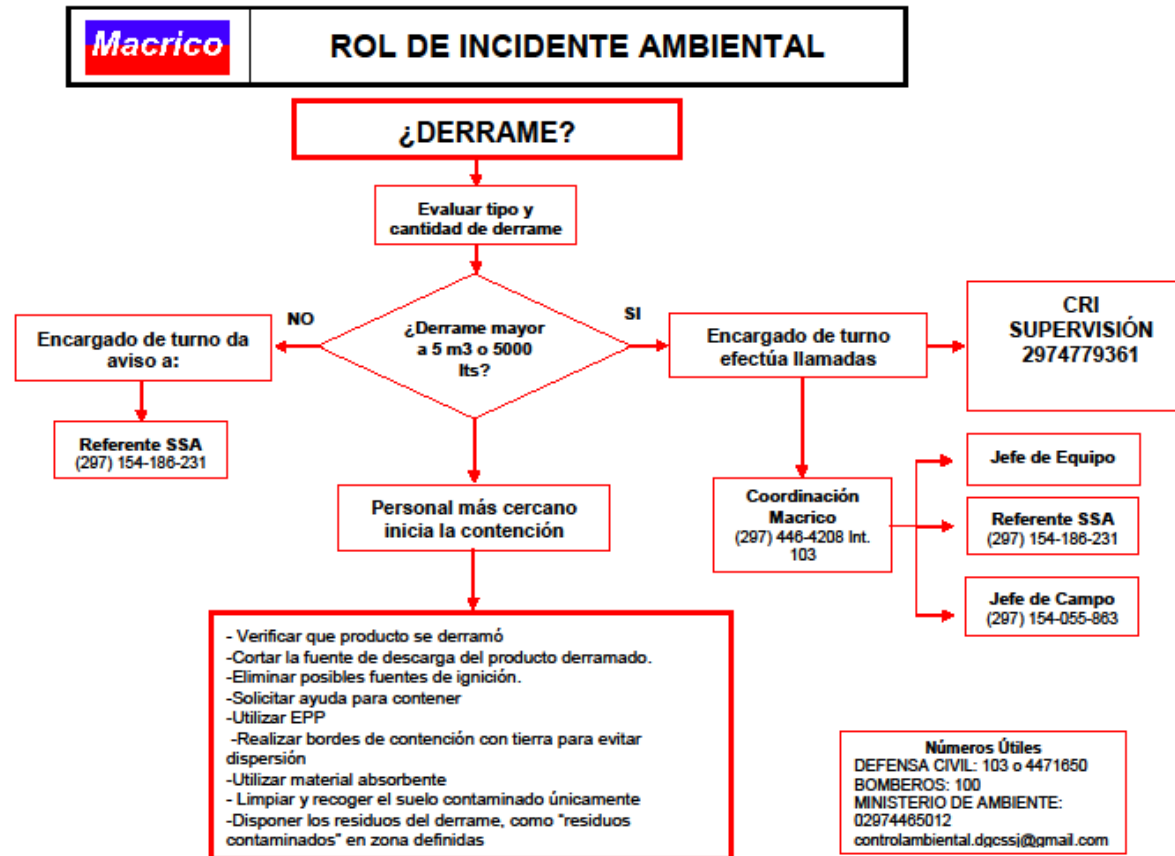 Macrico
ROL DE INCIDENTE AMBIENTAL
¿DERRAME?
Evaluar tipo y
cantidad de derrame
¿Derrame mayor
a 5 m3 o 5000
lts?
NO
SI
Encargado de turno da
aviso a:
Referente SSA
(297) 154-186-231
Encargado de turno
efectúa llamadas
CRI
SUPERVISIÓN
2974779361
Coordinación
Macrico
(297) 446-4208 Int.
103
Jefe de Equipo
Referente SSA
(297) 154-186-231
Jefe de Campo
(297) 154-055-863
Personal más cercano
inicia la contención
- Verificar que producto se derramó
-Cortar la fuente de descarga del producto derramado.
-Eliminar posibles fuentes de ignición.
-Solicitar ayuda para contener
-Utilizar EPP
-Realizar bordes de contención con tierra para evitar
dispersión
-Utilizar material absorbente
- Limpiar y recoger el suelo contaminado únicamente
-Disponer los residuos del derrame, como "residuos
contaminados" en zona definidas
Números Útiles
DEFENSA CIVIL: 103 o 4471650
BOMBEROS: 100
MINISTERIO DE AMBIENTE:
02974465012
controlambiental.dgcssj@gmail.com